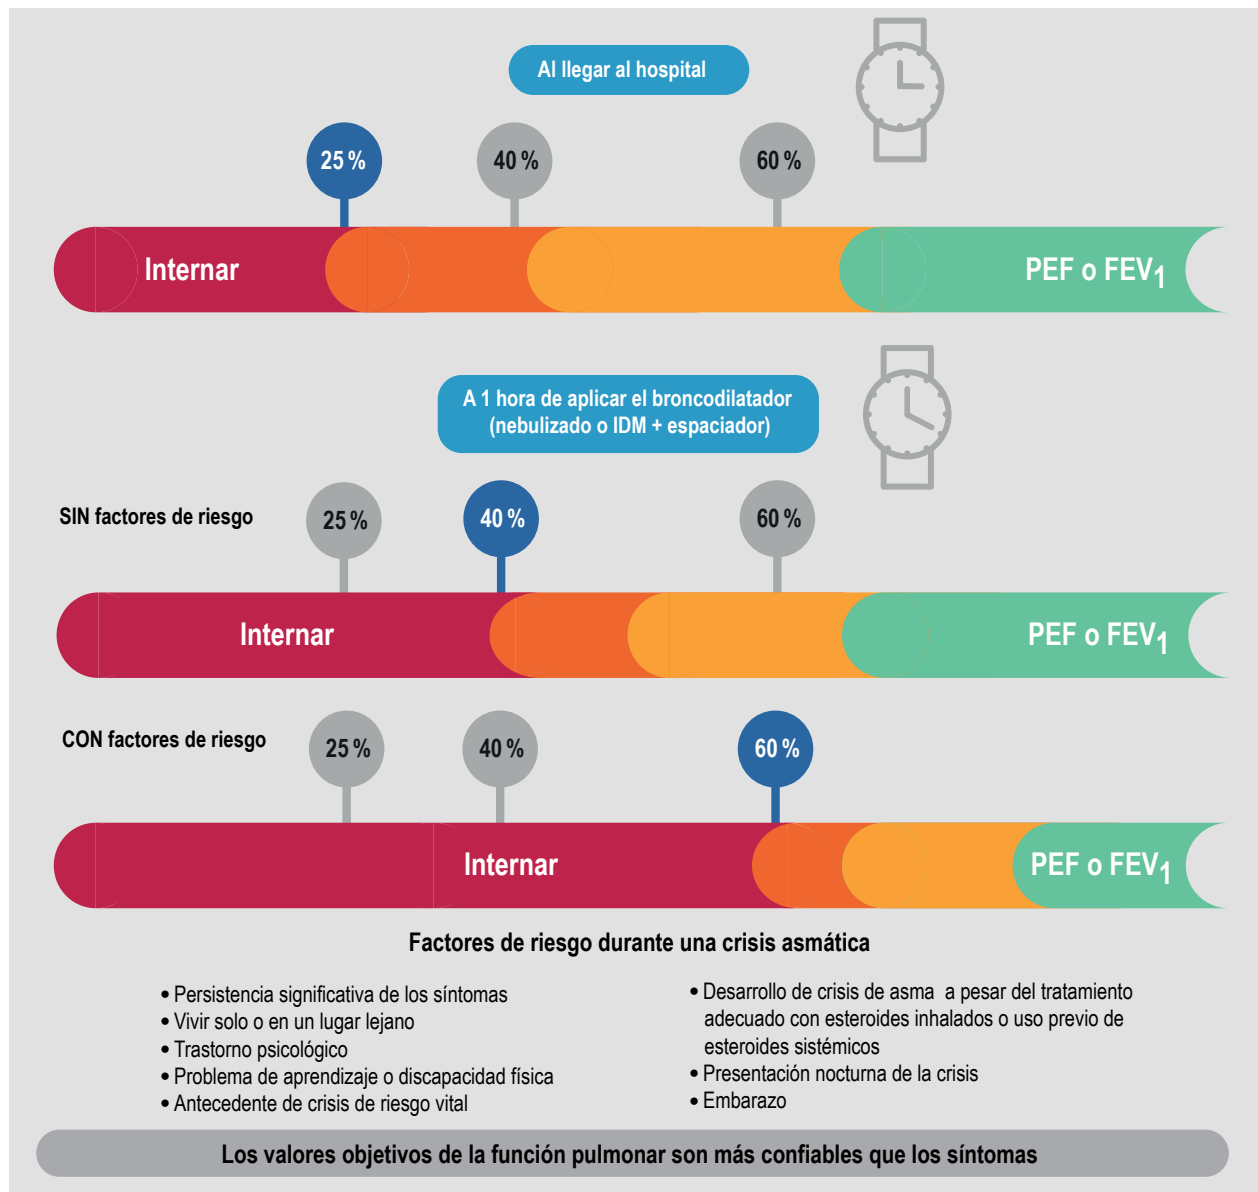 Al llegar al hospital
25 %
40 %
60 %
Internar
PEF o FEV1
A 1 hora de aplicar el broncodilatador
(nebulizado o IDM + espaciador)
SIN factores de riesgo
25 %
40 %
60 %
Internar
PEF o FEV1
CON factores de riesgo
25 %
40 %
60 %
Internar
PEF o FEV1
Factores de riesgo durante una crisis asmática
• Persistencia significativa de los síntomas
• Vivir solo o en un lugar lejano
• Trastorno psicológico
• Problema de aprendizaje o discapacidad física
• Antecedente de crisis de riesgo vital
• Desarrollo de crisis de asma a pesar del tratamiento
adecuado con esteroides inhalados o uso previo de
esteroides sistémicos
• Presentación nocturna de la crisis
• Embarazo
Los valores objetivos de la función pulmonar son más confiables que los síntomas